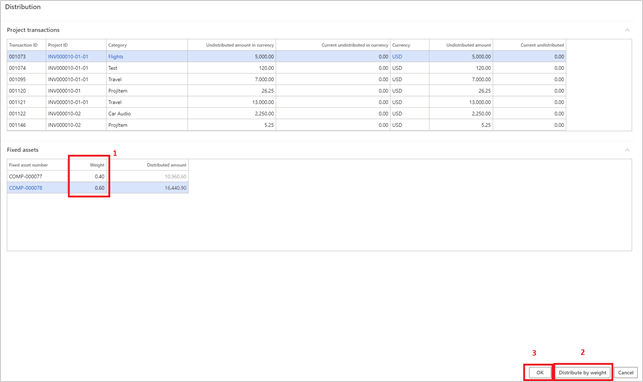 Distribution
Project transactions
Transaction ID Project ID Category Undistributed amount in currency Current undistributed in currency Currency Undistributed amount Current undistributed
001073 INV000010-01-01 Flights 5,000.00 0.00 USD 5,000.00 0.00
001074 INV000010-01-01 Test 120.00 0.00 USD 120.00 0.00
001095 INV000010-01-01 Travel 7,000.00 0.00 USD 7,000.00 0.00
001120 INV000010-01 ProjItem 26.25 0.00 USD 26.25 0.00
001121 INV000010-01-01 Travel 13,000.00 0.00 USD 13,000.00 0.00
001122 INV000010-02 Car Audio 2,250.00 0.00 USD 2,250.00 0.00
001146 INV000010-02 ProjItem 5.25 0.00 USD 5.25 0.00
Fixed assets
1
Fixed asset number Weight Distributed amount
COMP-000077 0.40 10,960.60
COMP-000078 0.60 16,440.90
3 2
OK Distribute by weight Cancel